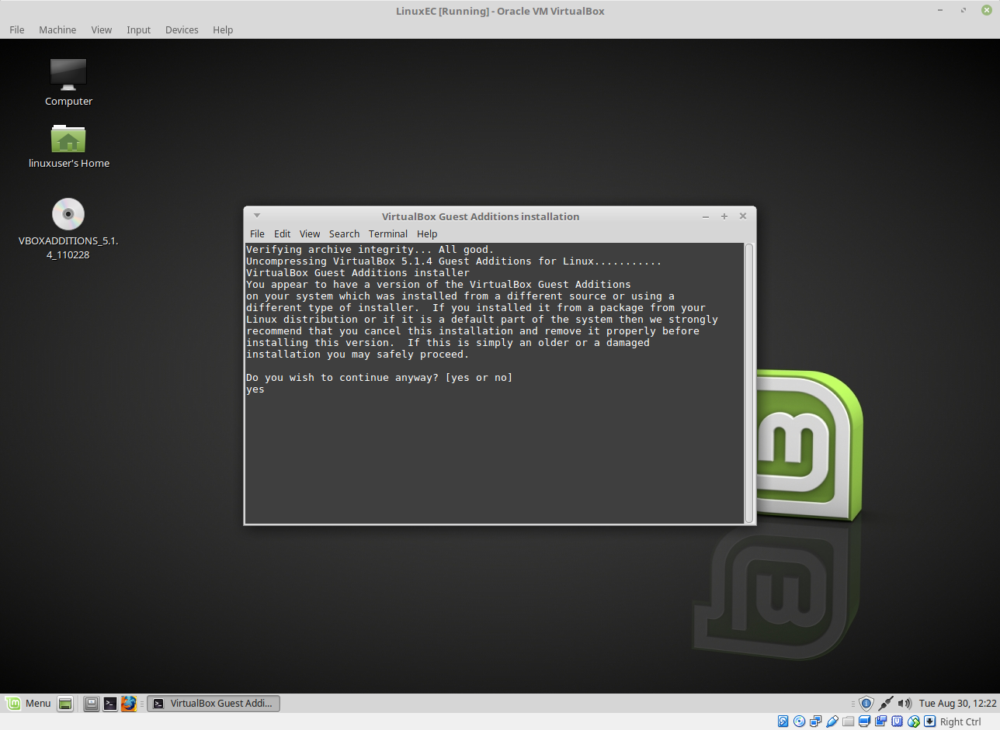 LinuxEC [Running] - Oracle VM VirtualBox
File Machine View Input Devices Help
Computer
linuxuser's Home
VBOXADDITIONS_5.1.
4_110228
VirtualBox Guest Additions installation
File Edit View Search Terminal Help
Verifying archive integrity... All good.
Uncompressing VirtualBox 5.1.4 Guest Additions for Linux...........
VirtualBox Guest Additions installer
You appear to have a version of the VirtualBox Guest Additions
on your system which was installed from a different source or using a
different type of installer.  If you installed it from a package from your
Linux distribution or if it is a default part of the system then we strongly
recommend that you cancel this installation and remove it properly before
installing this version.  If this is simply an older or a damaged
installation you may safely proceed.
Do you wish to continue anyway? [yes or no]
yes
Menu
VirtualBox Guest Addi...
Tue Aug 30, 12:22
Right Ctrl